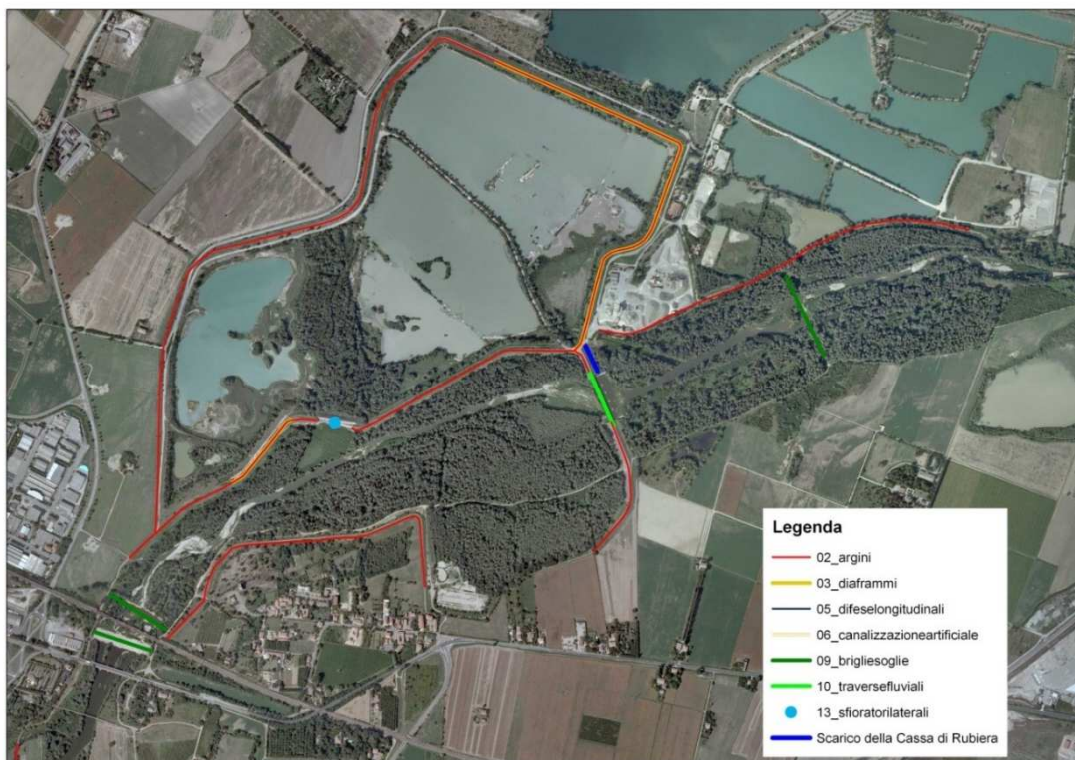 Legenda
02_argini
03_diaframmi
05_difeselongitudinali
06_canalizzazioneartificiale
09_brigliesoglie
10_traversefluviali
13_sfioratorilaterali
Scarico della Cassa di Rubiera